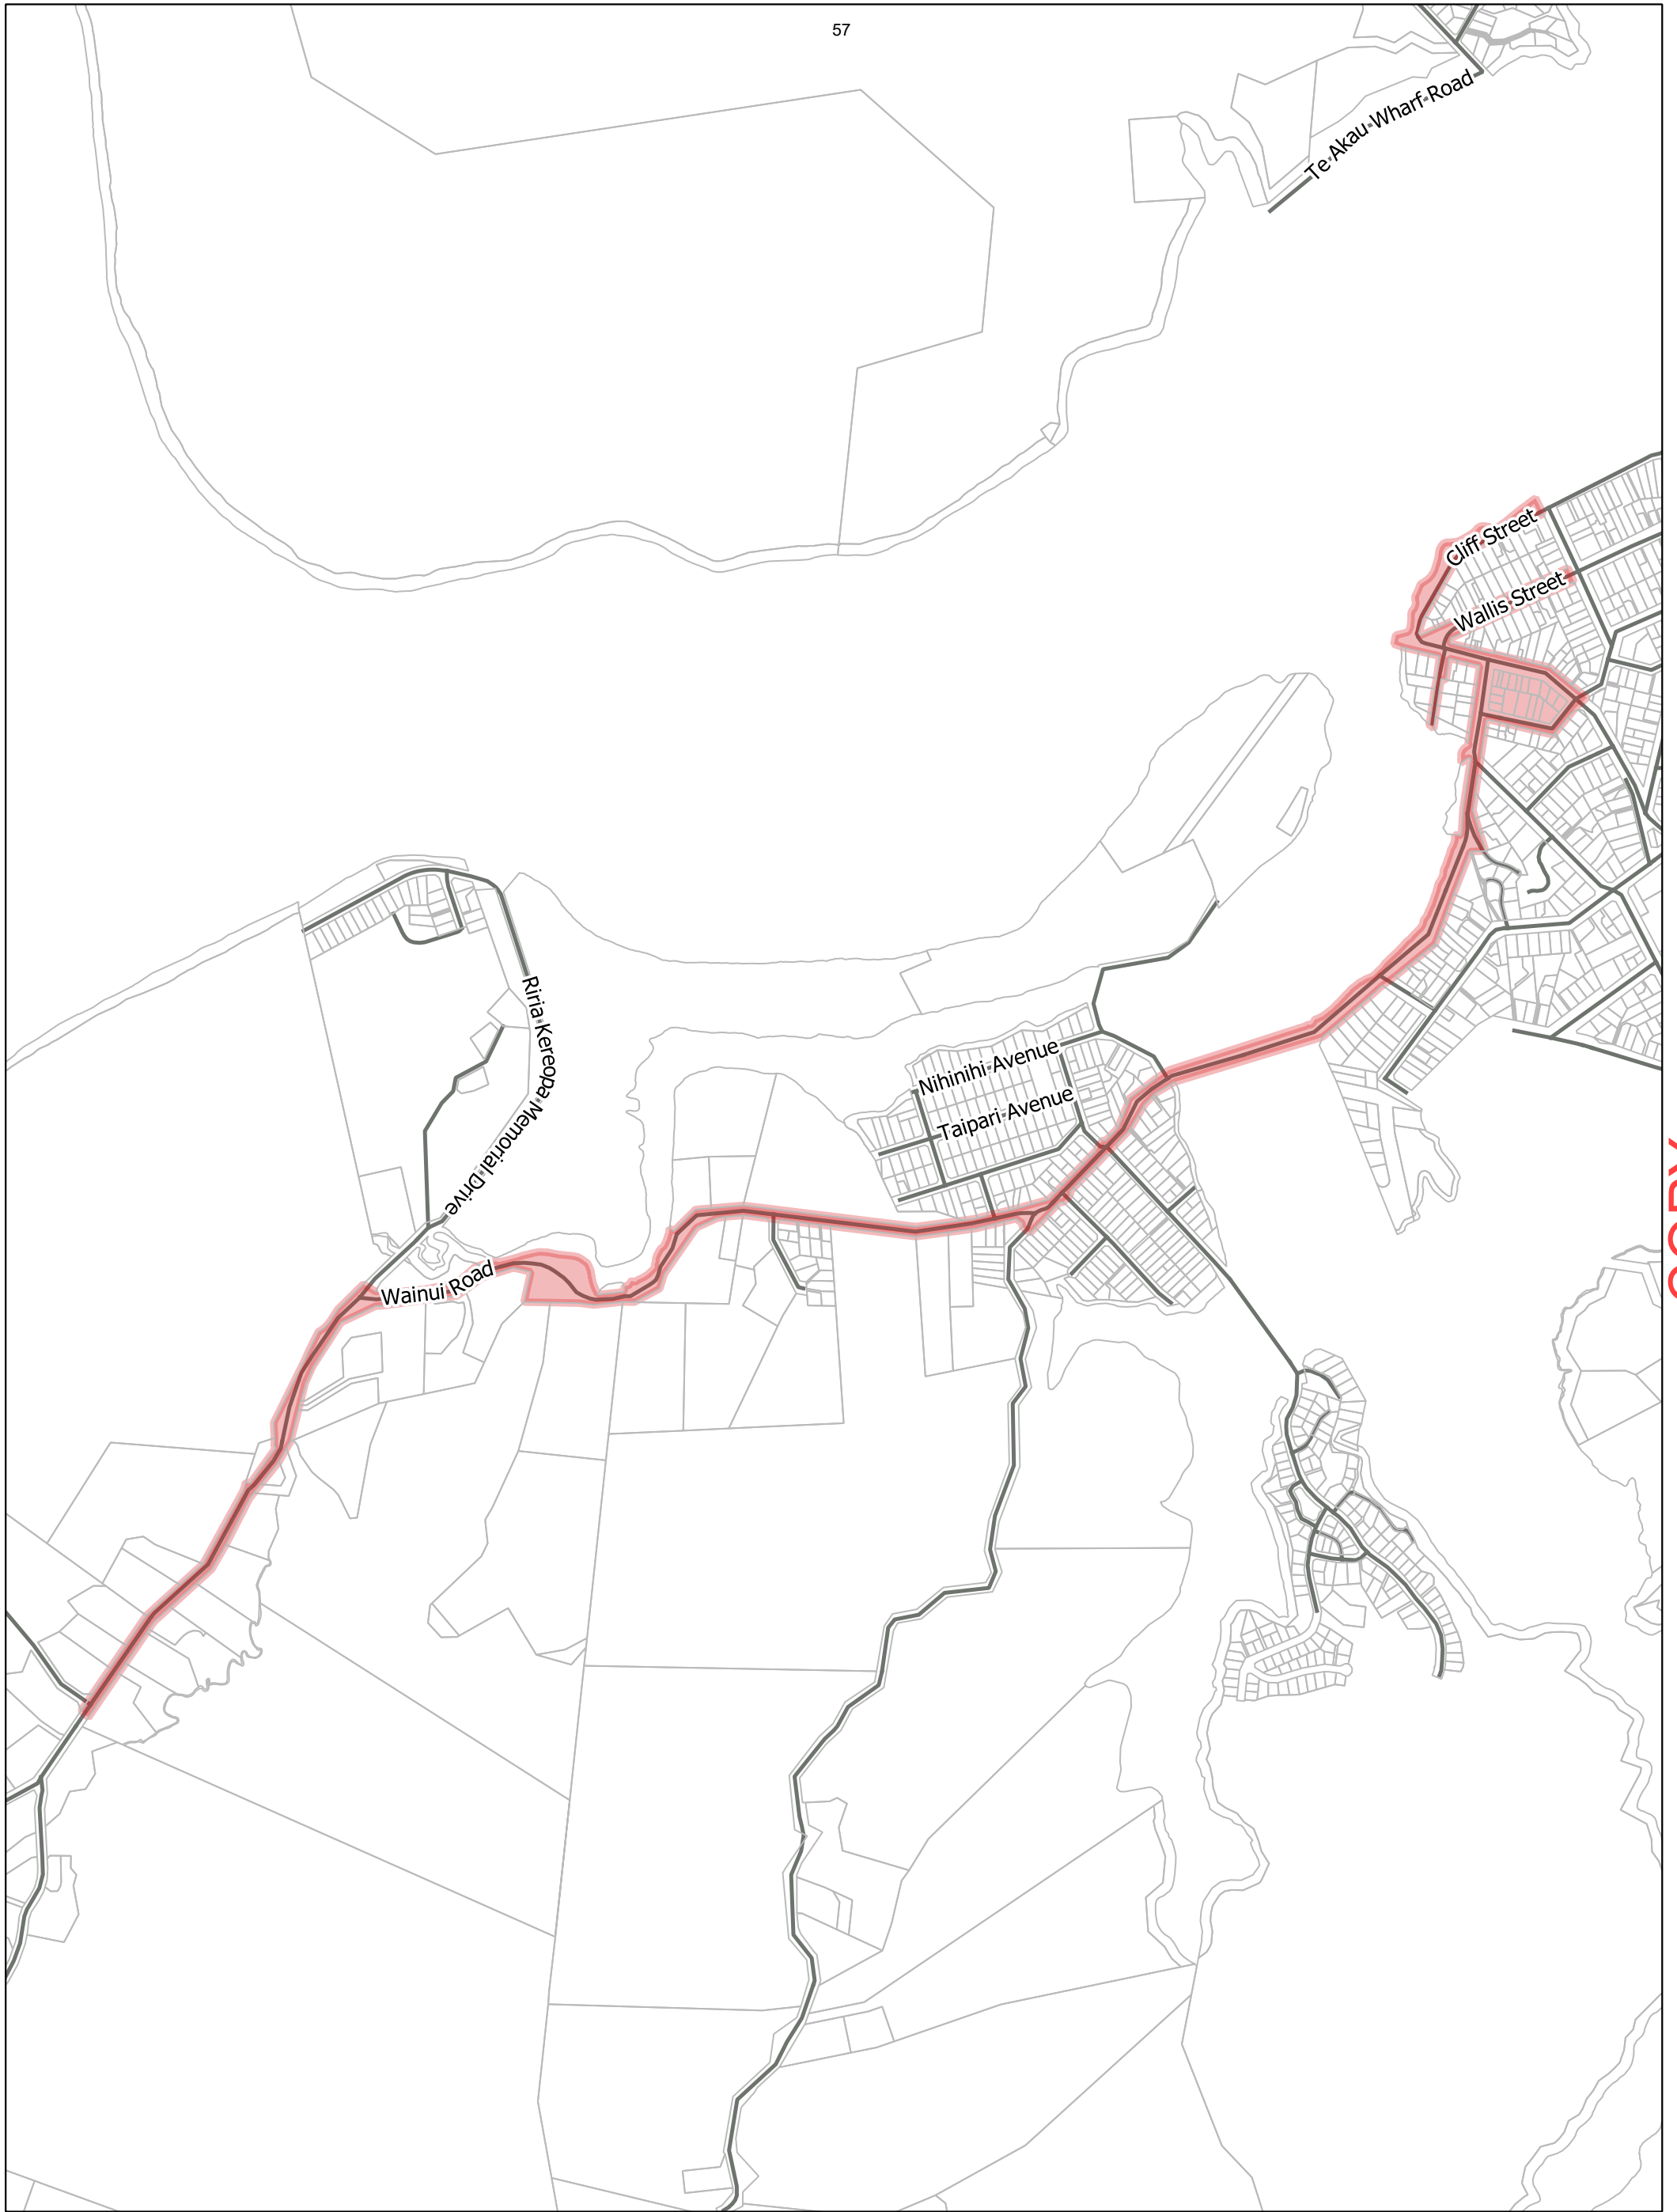 57
Te Akau Wharf Road
Cliff Street
Wallis Street
Riria Kereopa Memorial Drive
Nihinihi Avenue
Taipari Avenue
Wainui Road